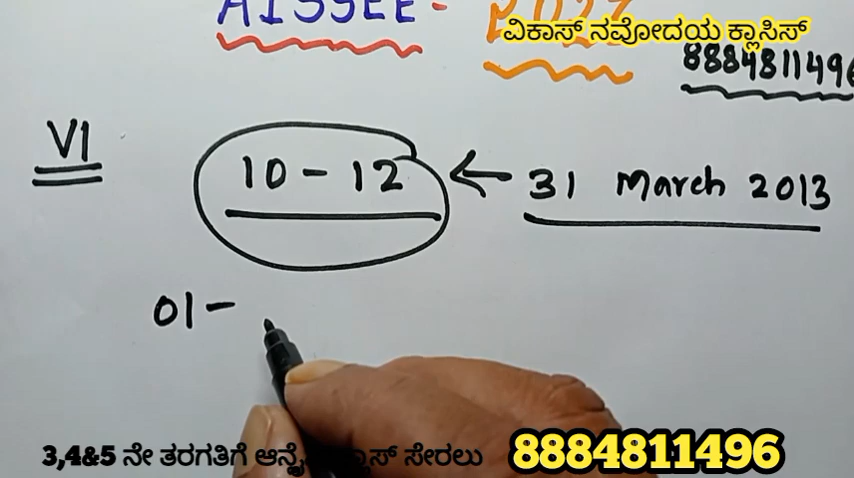 AISSEE-
ವಿಕಾಸ್ ನವೋದಯ ಕ್ಲಾಸಿಸ್
8884811496
VI 10-12 ← 31 March 2013
01-
3,4&5 ನೇ ತರಗತಿಗೆ ಸೇರಲು 8884811496